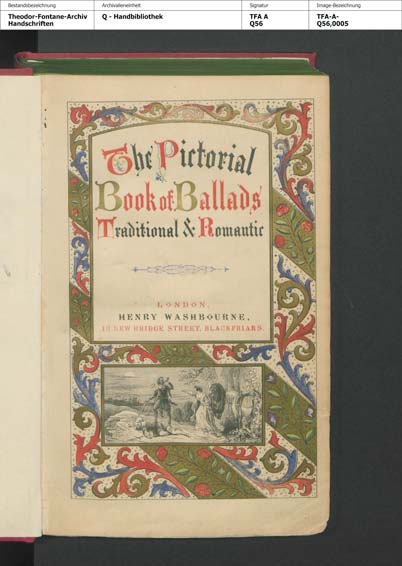 Bestandsbezeichnung
Theodor-Fontane-Archiv
Handschriften
Archivalieneinheit
Q - Handbibliothek
Signatur
TFA A
Q56
Image-Bezeichnung
TFA-A-
Q56,0005
The Pictorial
Book of Ballads
Traditional & Romantic
LONDON,
HENRY WASHBOURNE,
18 NEW BRIDGE STREET, BLACKFRIARS.